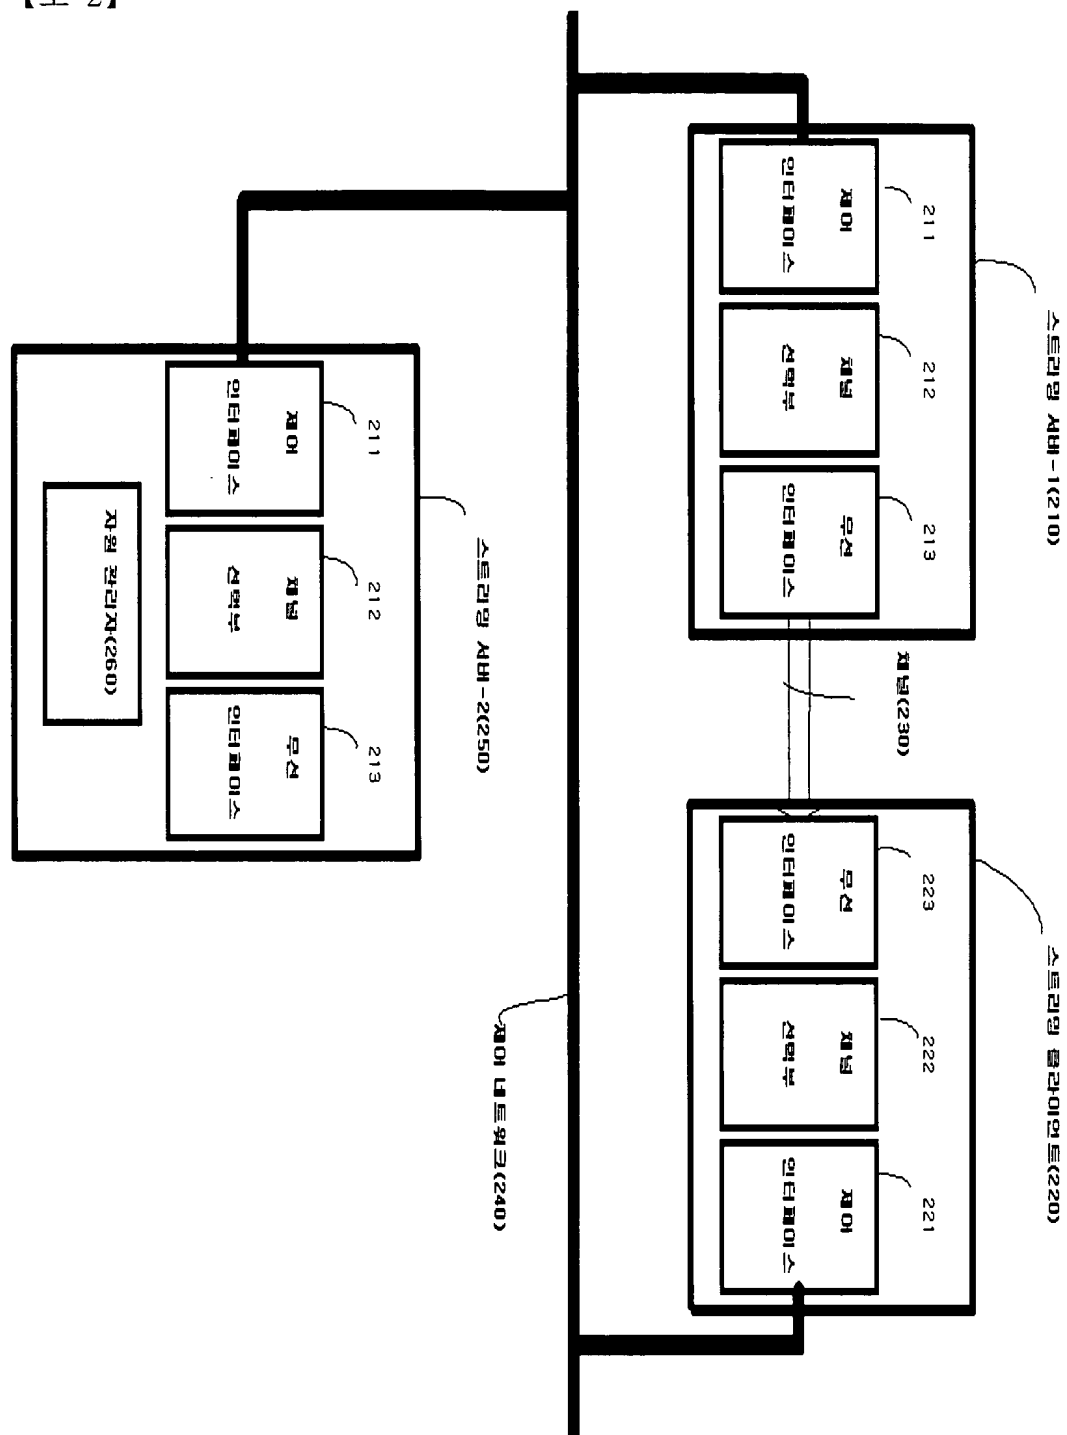 【도 2】
스트리밍 서버-1(210)
211
제어
인터페이스
212
채널
선택부
213
무선
인터페이스
채널(230)
스트리밍 클라이언트(220)
223
무선
인터페이스
222
채널
선택부
221
제어
인터페이스
제어 네트워크(240)
스트리밍 서버-2(250)
211
제어
인터페이스
212
채널
선택부
213
무선
인터페이스
자원 관리자(260)